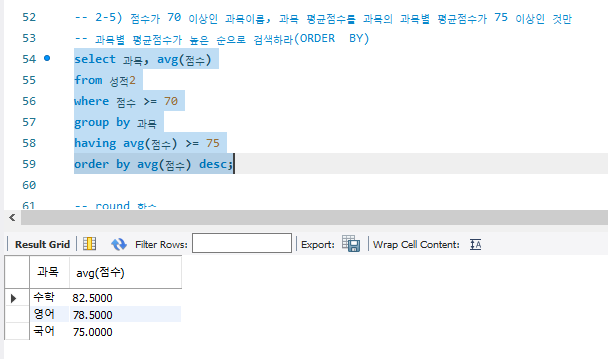 52 -- 2-5) 점수가 70 이상인 과목이름, 과목 평균점수를 과목의 과목별 평균점수가 75 이상인 것만
53 -- 과목별 평균점수가 높은 순으로 검색하라(ORDER BY)
54 select 과목, avg(점수)
55 from 성적2
56 where 점수 >= 70
57 group by 과목
58 having avg(점수) >= 75
59 order by avg(점수) desc;
60
61 -- round 함수
Result Grid Filter Rows: Export: Wrap Cell Content: IA
과목 avg(점수)
수학 82.5000
영어 78.5000
국어 75.0000